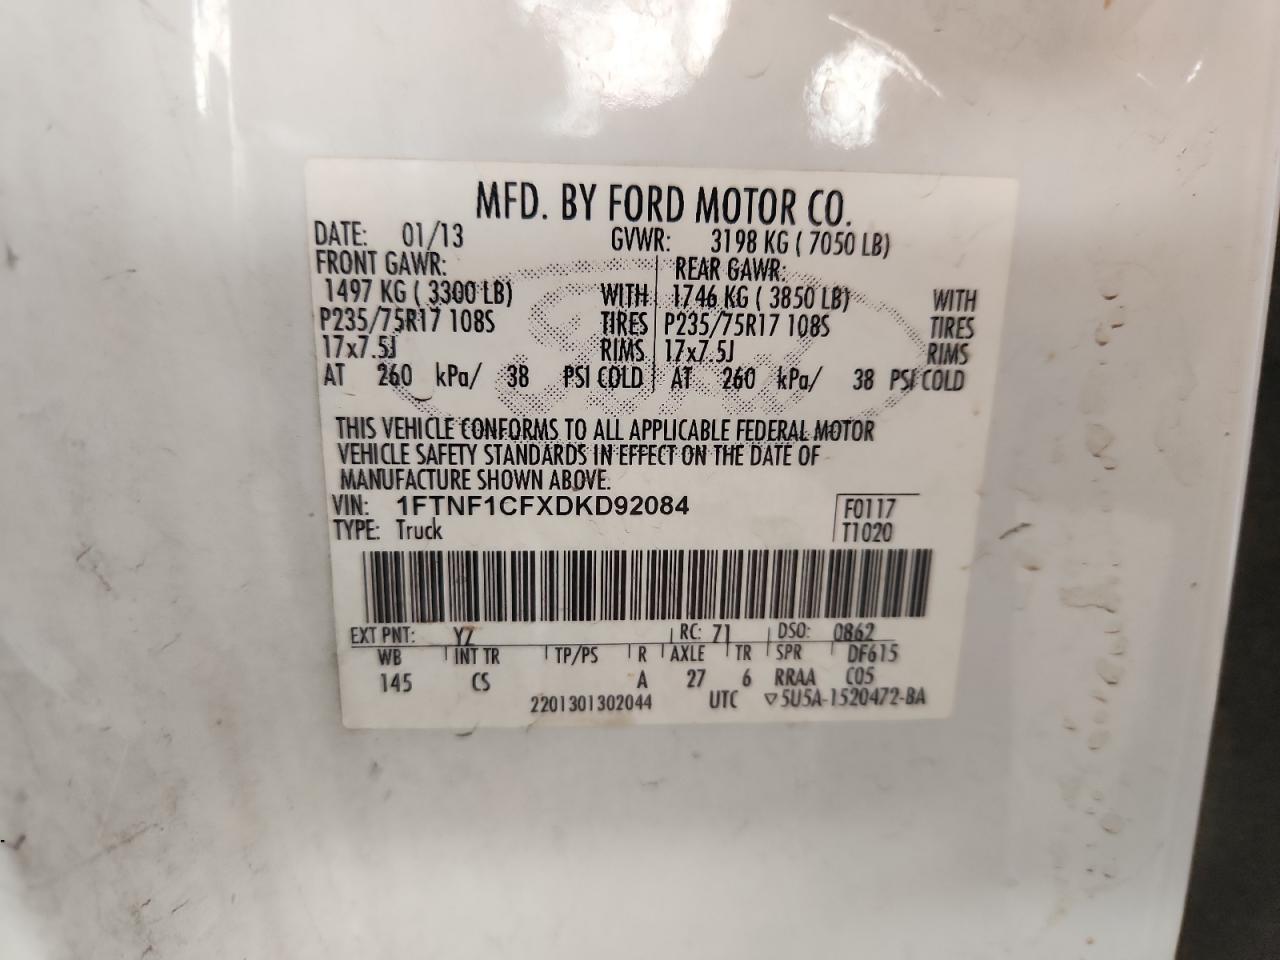 MFD. BY FORD MOTOR CO.
DATE: 01/13 GVWR: 3198 KG ( 7050 LB)
FRONT GAWR: REAR GAWR:
1497 KG ( 3300 LB) WITH 1746 KG ( 3850 LB) WITH
P235/75R17 108S TIRES P235/75R17 108S TIRES
17x7.5J RIMS 17x7.5J RIMS
AT 260 kPa/ 38 PSI COLD AT 260 kPa/ 38 PSI COLD
THIS VEHICLE CONFORMS TO ALL APPLICABLE FEDERAL MOTOR
VEHICLE SAFETY STANDARDS IN EFFECT ON THE DATE OF
MANUFACTURE SHOWN ABOVE.
VIN: 1FTNF1CFXDKD92084 F0117
TYPE: Truck T1020
EXT PNT: YZ RC: 71 DSO: 0862
WB INT TR TP/PS R AXLE TR SPR DF615
145 CS A 27 6 RRAA C05
2201301302044 UTC ▽5U5A-1520472-BA